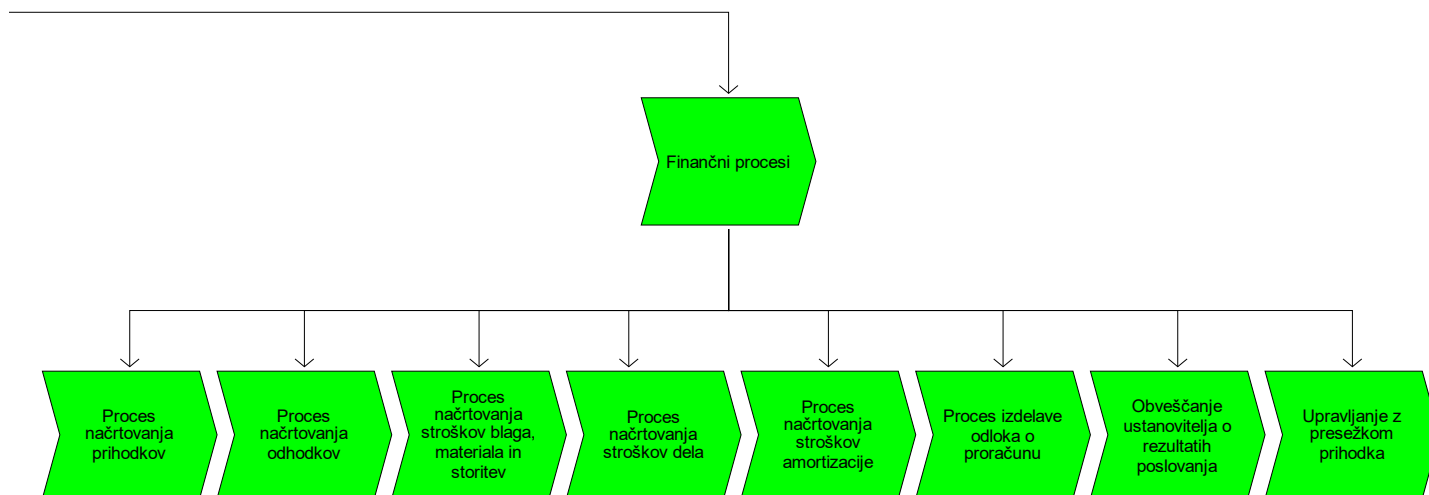 Finančni procesi
Proces
načrtovanja
prihodkov
Proces
načrtovanja
odhodkov
Proces
načrtovanja
stroškov blaga,
materiala in
storitev
Proces
načrtovanja
stroškov dela
Proces
načrtovanja
stroškov
amortizacije
Proces izdelave
odloka o
proračunu
Obveščanje
ustanovitelja o
rezultatih
poslovanja
Upravljanje z
presežkom
prihodka